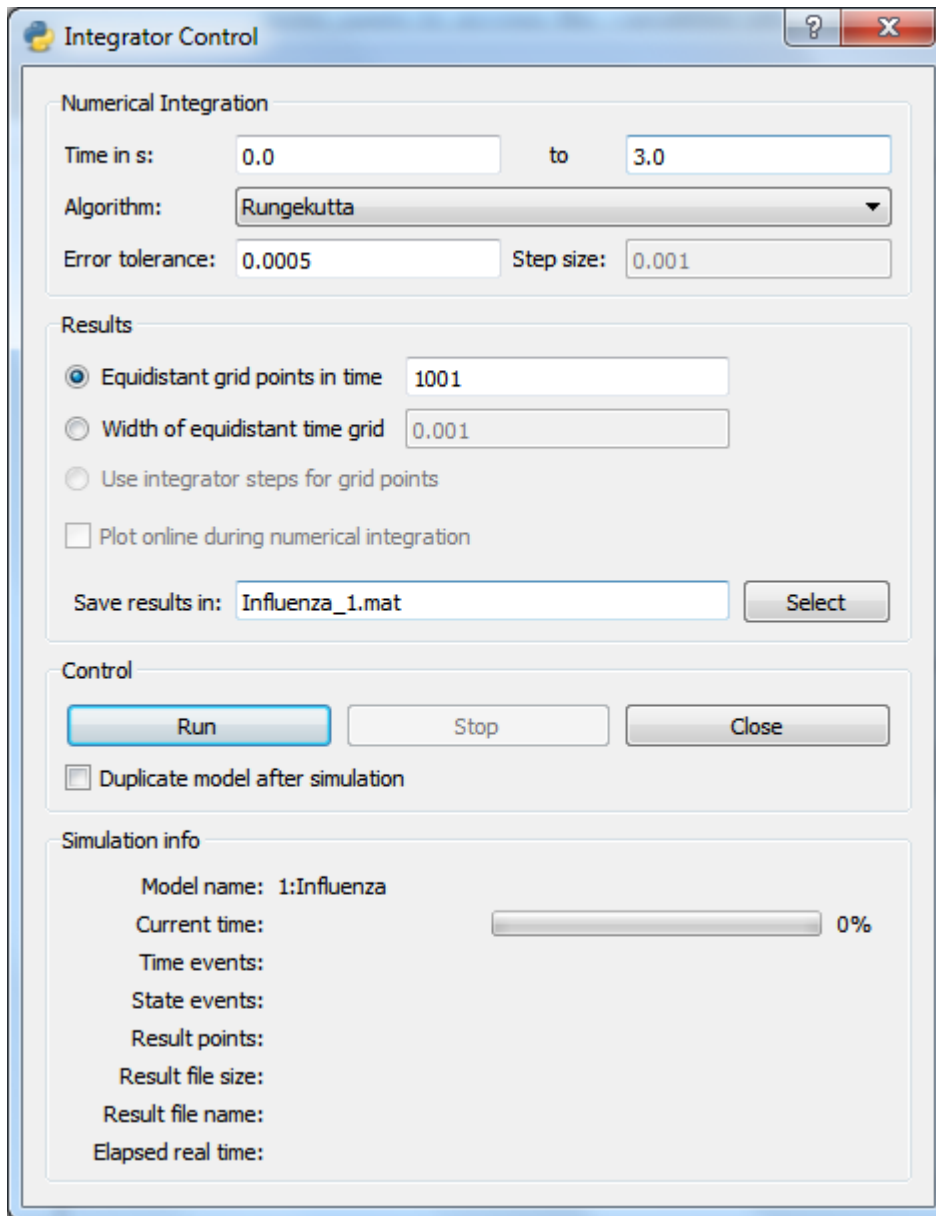 Integrator Control
Numerical Integration
Time in s: 0.0 to 3.0
Algorithm: Rungekutta
Error tolerance: 0.0005 Step size: 0.001
Results
Equidistant grid points in time 1001
Width of equidistant time grid 0.001
Use integrator steps for grid points
Plot online during numerical integration
Save results in: Influenza_1.mat Select
Control
Run Stop Close
Duplicate model after simulation
Simulation info
Model name: 1:Influenza
Current time: 0%
Time events:
State events:
Result points:
Result file size:
Result file name:
Elapsed real time: